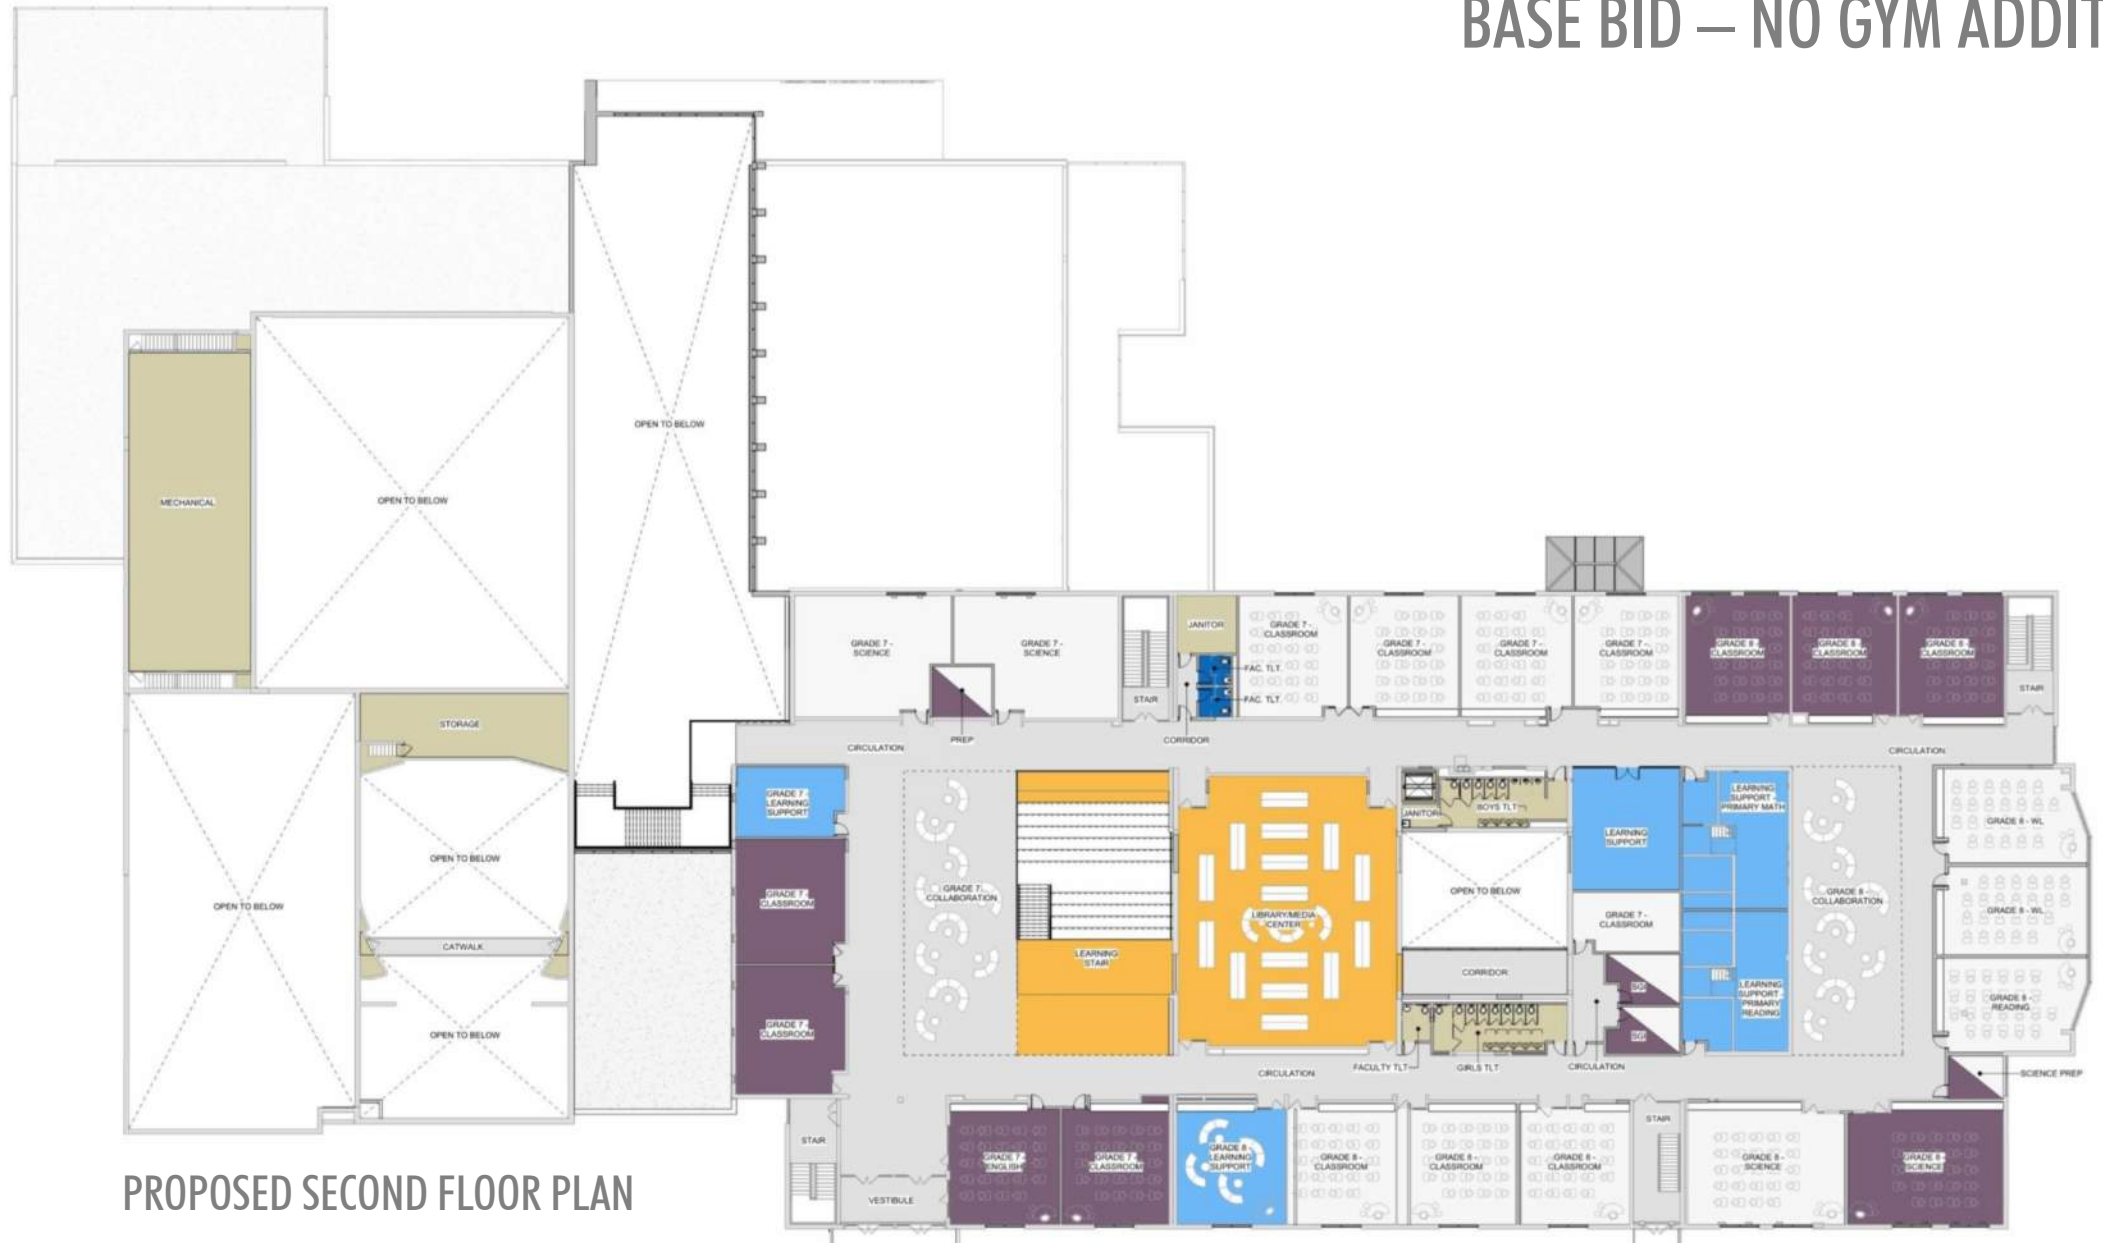 BASE BID – NO GYM ADDIT
OPEN TO BELOW
MECHANICAL
OPEN TO BELOW
GRADE 7 -
SCIENCE
GRADE 7 -
SCIENCE
JANITOR
GRADE 7 -
CLASSROOM
GRADE 7 -
CLASSROOM
GRADE 7 -
CLASSROOM
GRADE 7 -
CLASSROOM
GRADE 8 -
CLASSROOM
GRADE 8 -
CLASSROOM
GRADE 8 -
CLASSROOM
FAC. TLT.
FAC. TLT.
STAIR
STAIR
STORAGE
CIRCULATION
PREP
CORRIDOR
CIRCULATION
GRADE 7 -
LEARNING
SUPPORT
JANITOR
BOYS TLT
LEARNING
SUPPORT
LEARNING
SUPPORT -
PRIMARY MATH
GRADE 8 - WL
OPEN TO BELOW
GRADE 7 -
CLASSROOM
GRADE 7
COLLABORATION
OPEN TO BELOW
GRADE 8
COLLABORATION
OPEN TO BELOW
LIBRARY/MEDIA
CENTER
GRADE 7 -
CLASSROOM
GRADE 8 - WL
CATWALK
LEARNING
STAIR
CORRIDOR
SGI
LEARNING
SUPPORT -
PRIMARY
READING
GRADE 8 -
READING
OPEN TO BELOW
GRADE 7 -
CLASSROOM
SGI
CIRCULATION
FACULTY TLT
GIRLS TLT
CIRCULATION
SCIENCE PREP
STAIR
GRADE 7 -
ENGLISH
GRADE 7 -
CLASSROOM
GRADE 8 -
LEARNING
SUPPORT
GRADE 8 -
CLASSROOM
GRADE 8 -
CLASSROOM
GRADE 8 -
CLASSROOM
STAIR
GRADE 8 -
SCIENCE
GRADE 8 -
SCIENCE
VESTIBULE
PROPOSED SECOND FLOOR PLAN